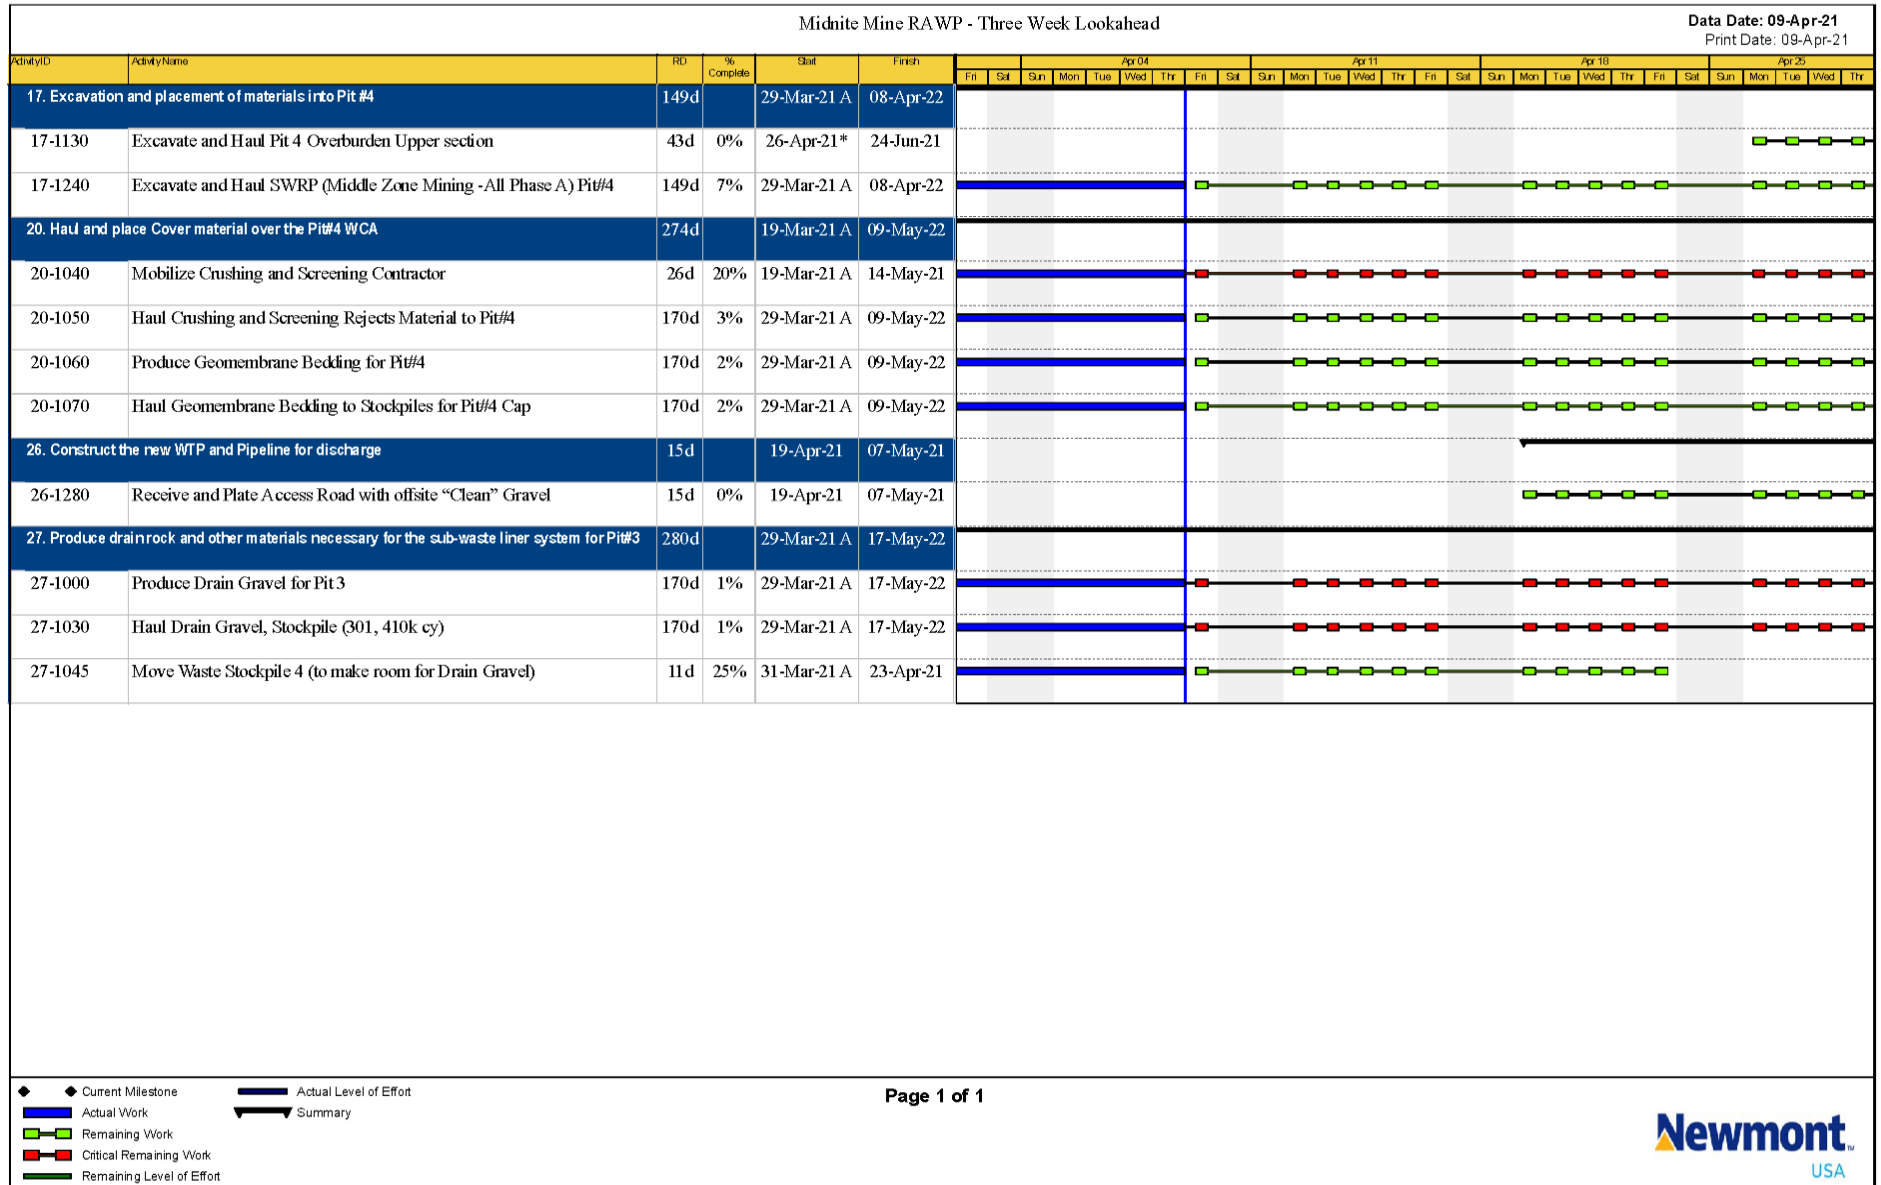 Midnite Mine RAWP - Three Week Lookahead
Data Date: 09-Apr-21
Print Date: 09-Apr-21
Activity ID Activity Name RD % Complete Start Finish Apr 04 Apr 11 Apr 18 Apr 25
Fri Sat Sun Mon Tue Wed Thr Fri Sat Sun Mon Tue Wed Thr Fri Sat Sun Mon Tue Wed Thr Fri Sat Sun Mon Tue Wed Thr
17. Excavation and placement of materials into Pit #4 149d 29-Mar-21 A 08-Apr-22
17-1130 Excavate and Haul Pit 4 Overburden Upper section 43d 0% 26-Apr-21* 24-Jun-21
17-1240 Excavate and Haul SWRP (Middle Zone Mining -All Phase A) Pit#4 149d 7% 29-Mar-21 A 08-Apr-22
20. Haul and place Cover material over the Pit#4 WCA 274d 19-Mar-21 A 09-May-22
20-1040 Mobilize Crushing and Screening Contractor 26d 20% 19-Mar-21 A 14-May-21
20-1050 Haul Crushing and Screening Rejects Material to Pit#4 170d 3% 29-Mar-21 A 09-May-22
20-1060 Produce Geomembrane Bedding for Pit#4 170d 2% 29-Mar-21 A 09-May-22
20-1070 Haul Geomembrane Bedding to Stockpiles for Pit#4 Cap 170d 2% 29-Mar-21 A 09-May-22
26. Construct the new WTP and Pipeline for discharge 15d 19-Apr-21 07-May-21
26-1280 Receive and Plate Access Road with offsite “Clean” Gravel 15d 0% 19-Apr-21 07-May-21
27. Produce drain rock and other materials necessary for the sub-waste liner system for Pit#3 280d 29-Mar-21 A 17-May-22
27-1000 Produce Drain Gravel for Pit 3 170d 1% 29-Mar-21 A 17-May-22
27-1030 Haul Drain Gravel, Stockpile (301, 410k cy) 170d 1% 29-Mar-21 A 17-May-22
27-1045 Move Waste Stockpile 4 (to make room for Drain Gravel) 11d 25% 31-Mar-21 A 23-Apr-21
Current Milestone Actual Level of Effort
Actual Work Summary
Remaining Work
Critical Remaining Work
Remaining Level of Effort
Page 1 of 1
Newmont™
USA